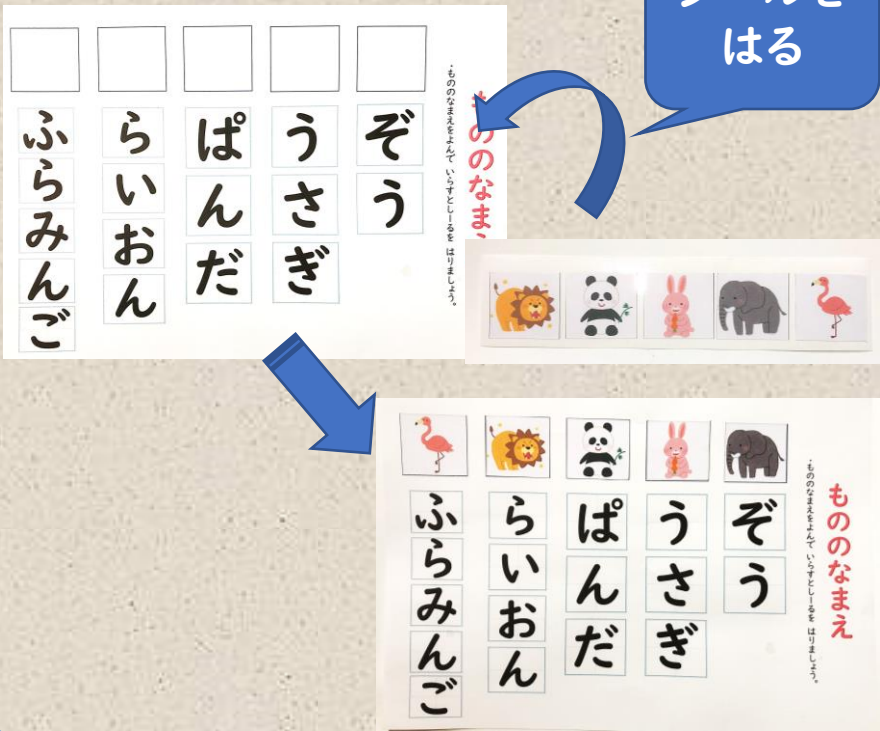 はる
ののなま
・もののなまえをよんで いらすとしーるを はりましょう。
ぞう
うさぎ
ぱんだ
らいおん
ふらみんご
もののなまえ
・もののなまえをよんで いらすとしーるを はりましょう。
ぞう
うさぎ
ぱんだ
らいおん
ふらみんご